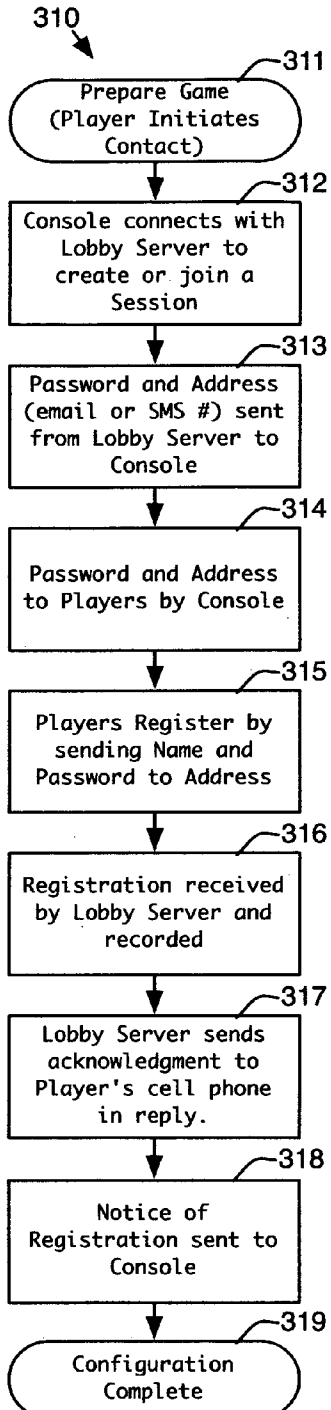 310
311
Prepare Game
(Player Initiates
Contact)
312
Console connects with
Lobby Server to
create or join a
Session
313
Password and Address
(email or SMS #) sent
from Lobby Server to
Console
314
Password and Address
to Players by Console
315
Players Register by
sending Name and
Password to Address
316
Registration received
by Lobby Server and
recorded
317
Lobby Server sends
acknowledgment to
Player's cell phone
in reply.
318
Notice of
Registration sent to
Console
319
Configuration
Complete